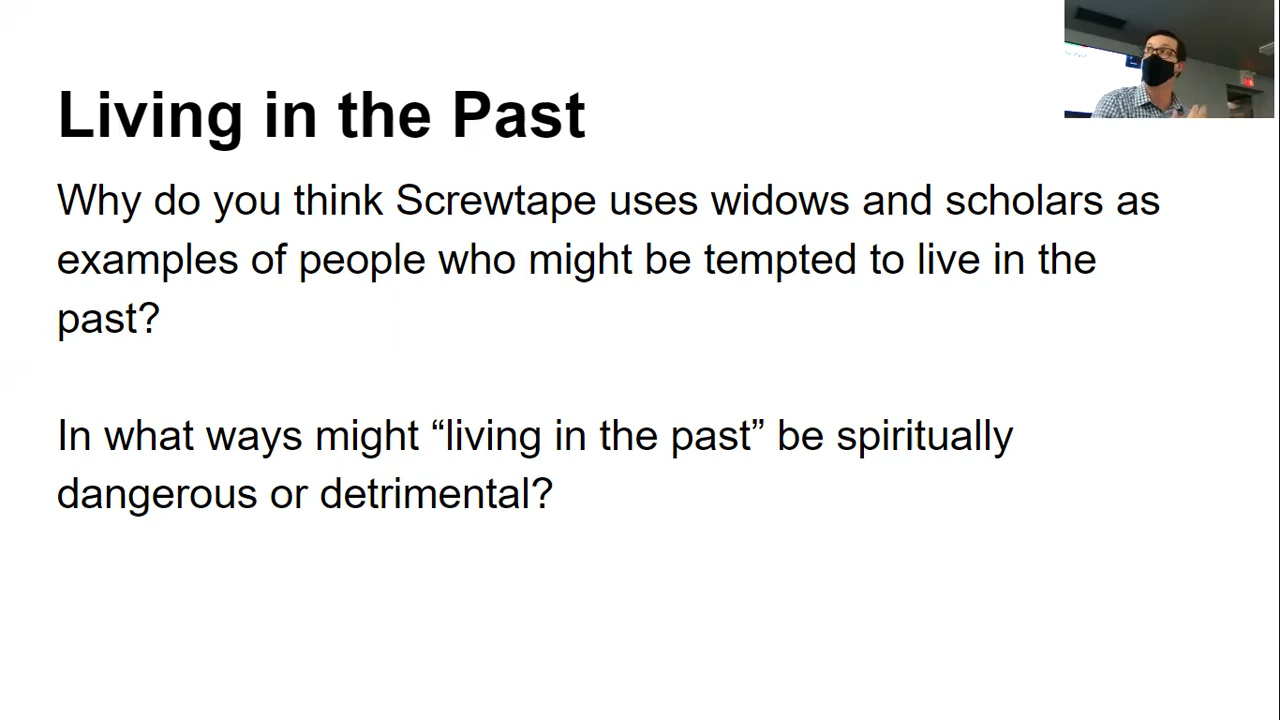 Living in the Past
Why do you think Screwtape uses widows and scholars as
examples of people who might be tempted to live in the
past?
In what ways might “living in the past” be spiritually
dangerous or detrimental?